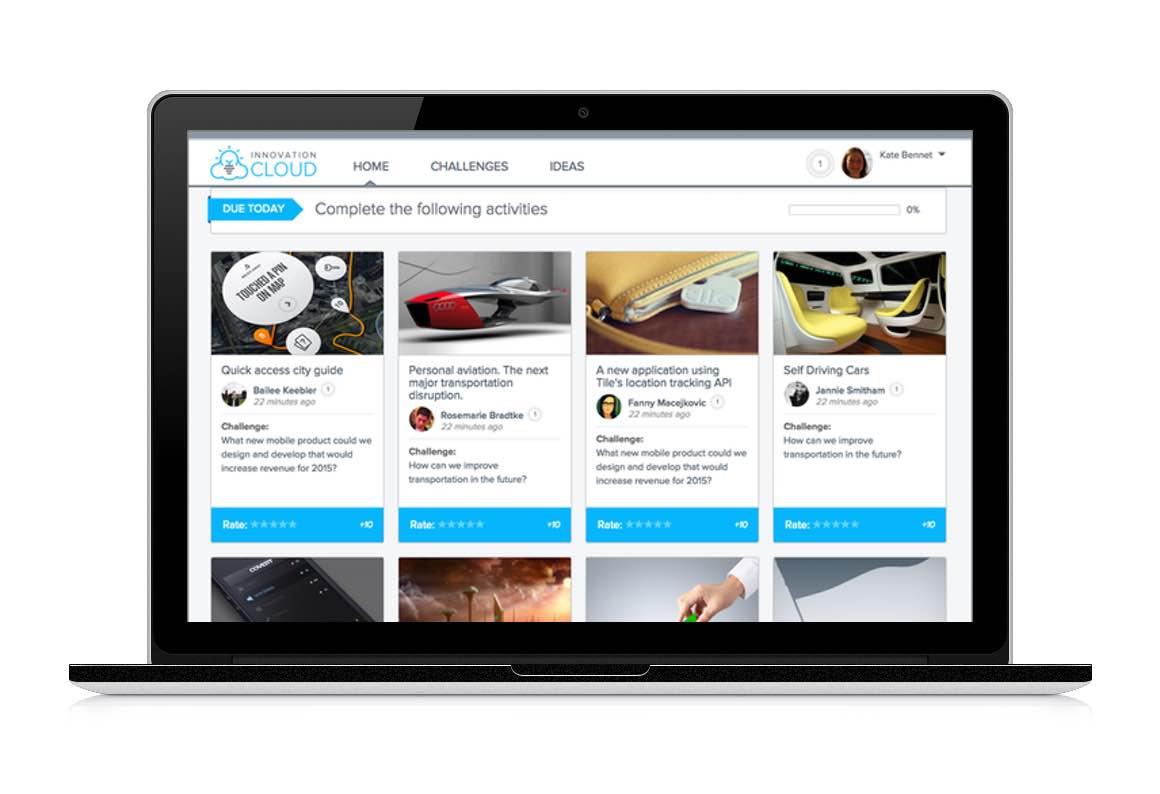 INNOVATION
CLOUD
HOME
CHALLENGES
IDEAS
1
Kate Bennet
DUE TODAY
Complete the following activities
0%
TOUCHED A PIN
ON MAP
Quick access city guide
Bailee Keebler 1
22 minutes ago
Challenge:
What new mobile product could we
design and develop that would
increase revenue for 2015?
Rate:
+10
Personal aviation. The next
major transportation
disruption.
Rosemarie Bradtke 1
22 minutes ago
Challenge:
How can we improve
transportation in the future?
Rate:
+10
A new application using
Tile's location tracking API
Fanny Macejkovic 1
22 minutes ago
Challenge:
What new mobile product could we
design and develop that would
increase revenue for 2015?
Rate:
+10
Self Driving Cars
Jannie Smitham 1
22 minutes ago
Challenge:
How can we improve
transportation in the future?
Rate:
+10
COVERT